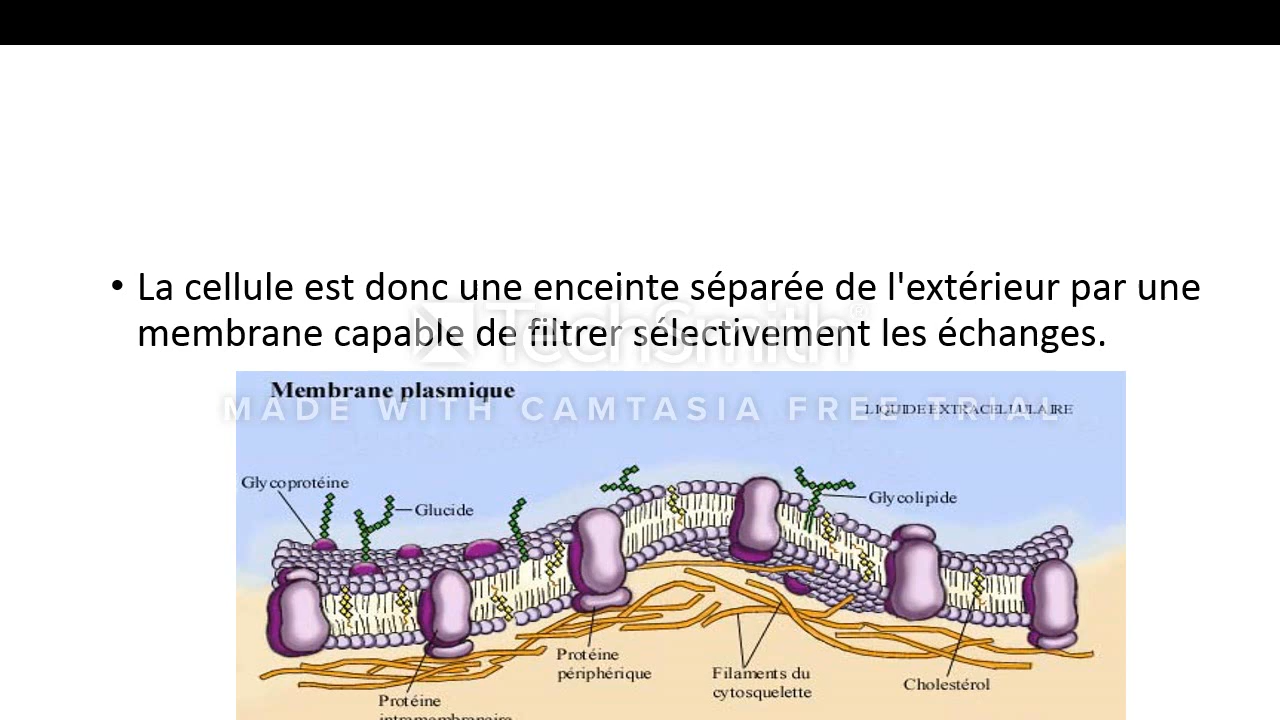 • La cellule est donc une enceinte séparée de l'extérieur par une
membrane capable de filtrer sélectivement les échanges.
TechSmith®
Membrane plasmique
MADE WITH CAMTASIA FREE TRIAL
LIQUIDE EXTRACELLULAIRE
Glycoprotéine
Glucide
Glycolipide
Protéine
périphérique
Filaments du
cytosquelette
Cholestérol
Protéine
intramembranaire